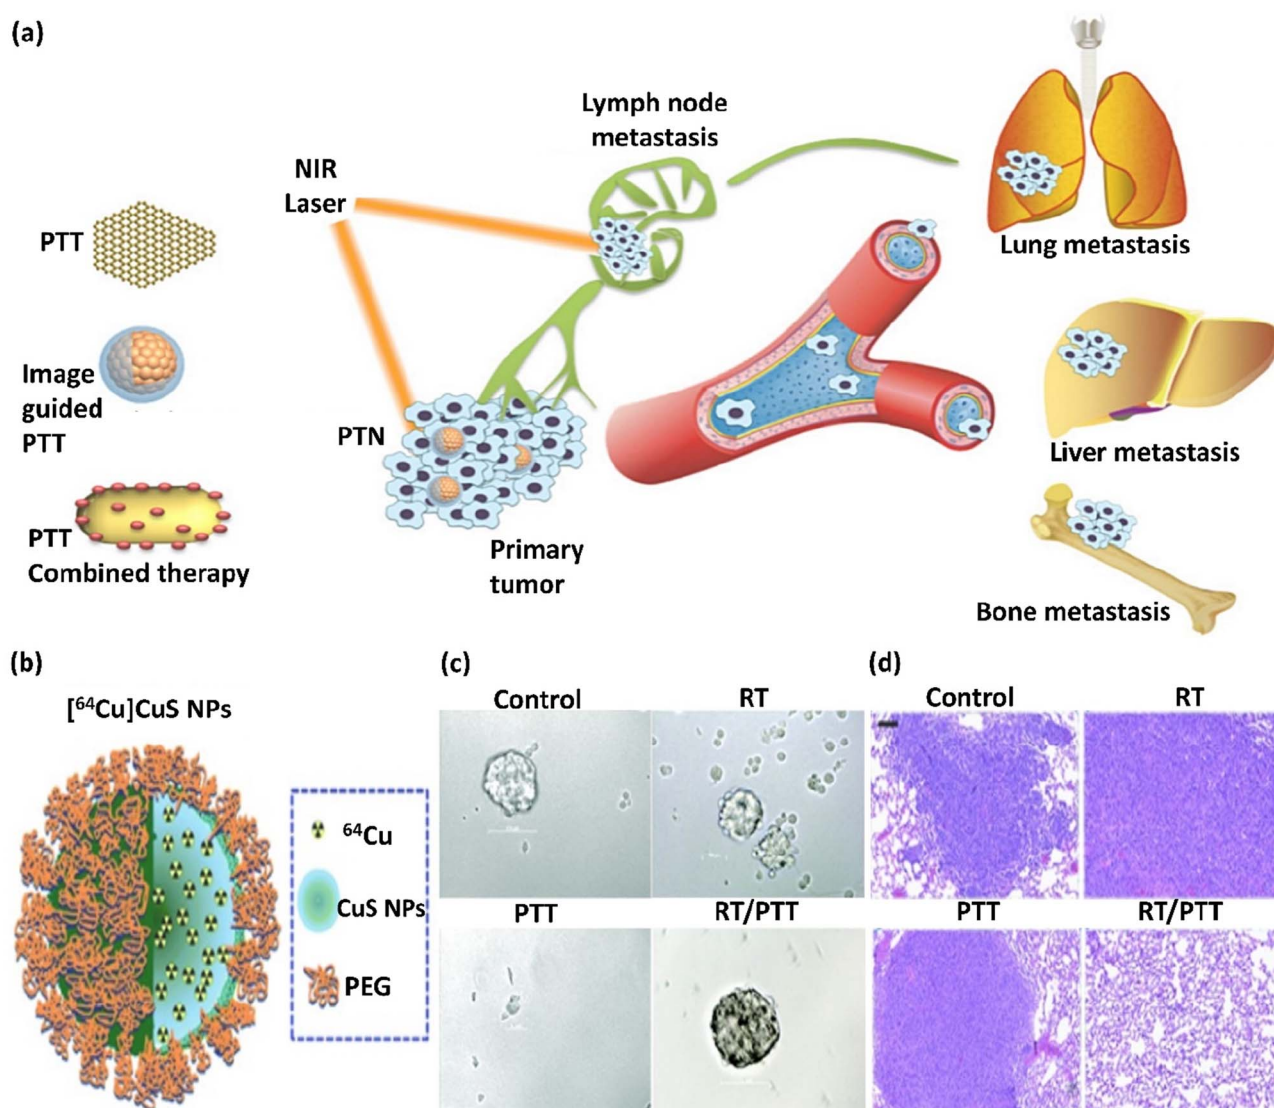 (a)
Lymph node
metastasis
NIR
Laser
PTT
Lung metastasis
Image
guided
PTT
PTN
Liver metastasis
PTT
Combined therapy
Primary
tumor
Bone metastasis
(b)
[⁶⁴Cu]CuS NPs
⁶⁴Cu
CuS NPs
PEG
(c)
Control
RT
PTT
RT/PTT
(d)
Control
RT
PTT
RT/PTT